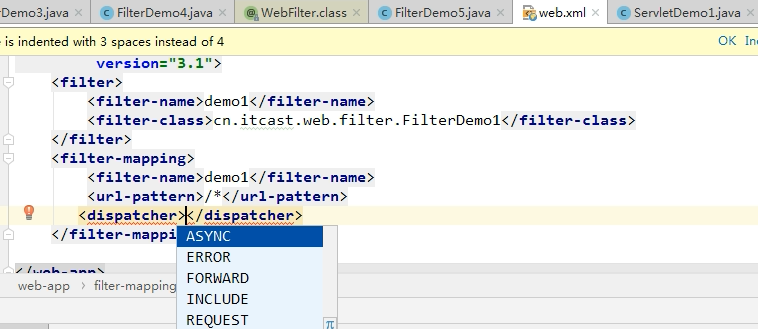 rDemo3.java
FilterDemo4.java
WebFilter.class
FilterDemo5.java
web.xml
ServletDemo1.java
e is indented with 3 spaces instead of 4
OK
version="3.1">
<filter>
<filter-name>demo1</filter-name>
<filter-class>cn.itcast.web.filter.FilterDemo1</filter-class>
</filter>
<filter-mapping>
<filter-name>demo1</filter-name>
<url-pattern>/*</url-pattern>
<dispatcher></dispatcher>
</filter-mappi
ASYNC
ERROR
FORWARD
INCLUDE
REQUEST
π
</web-app>
web-app
filter-mapping